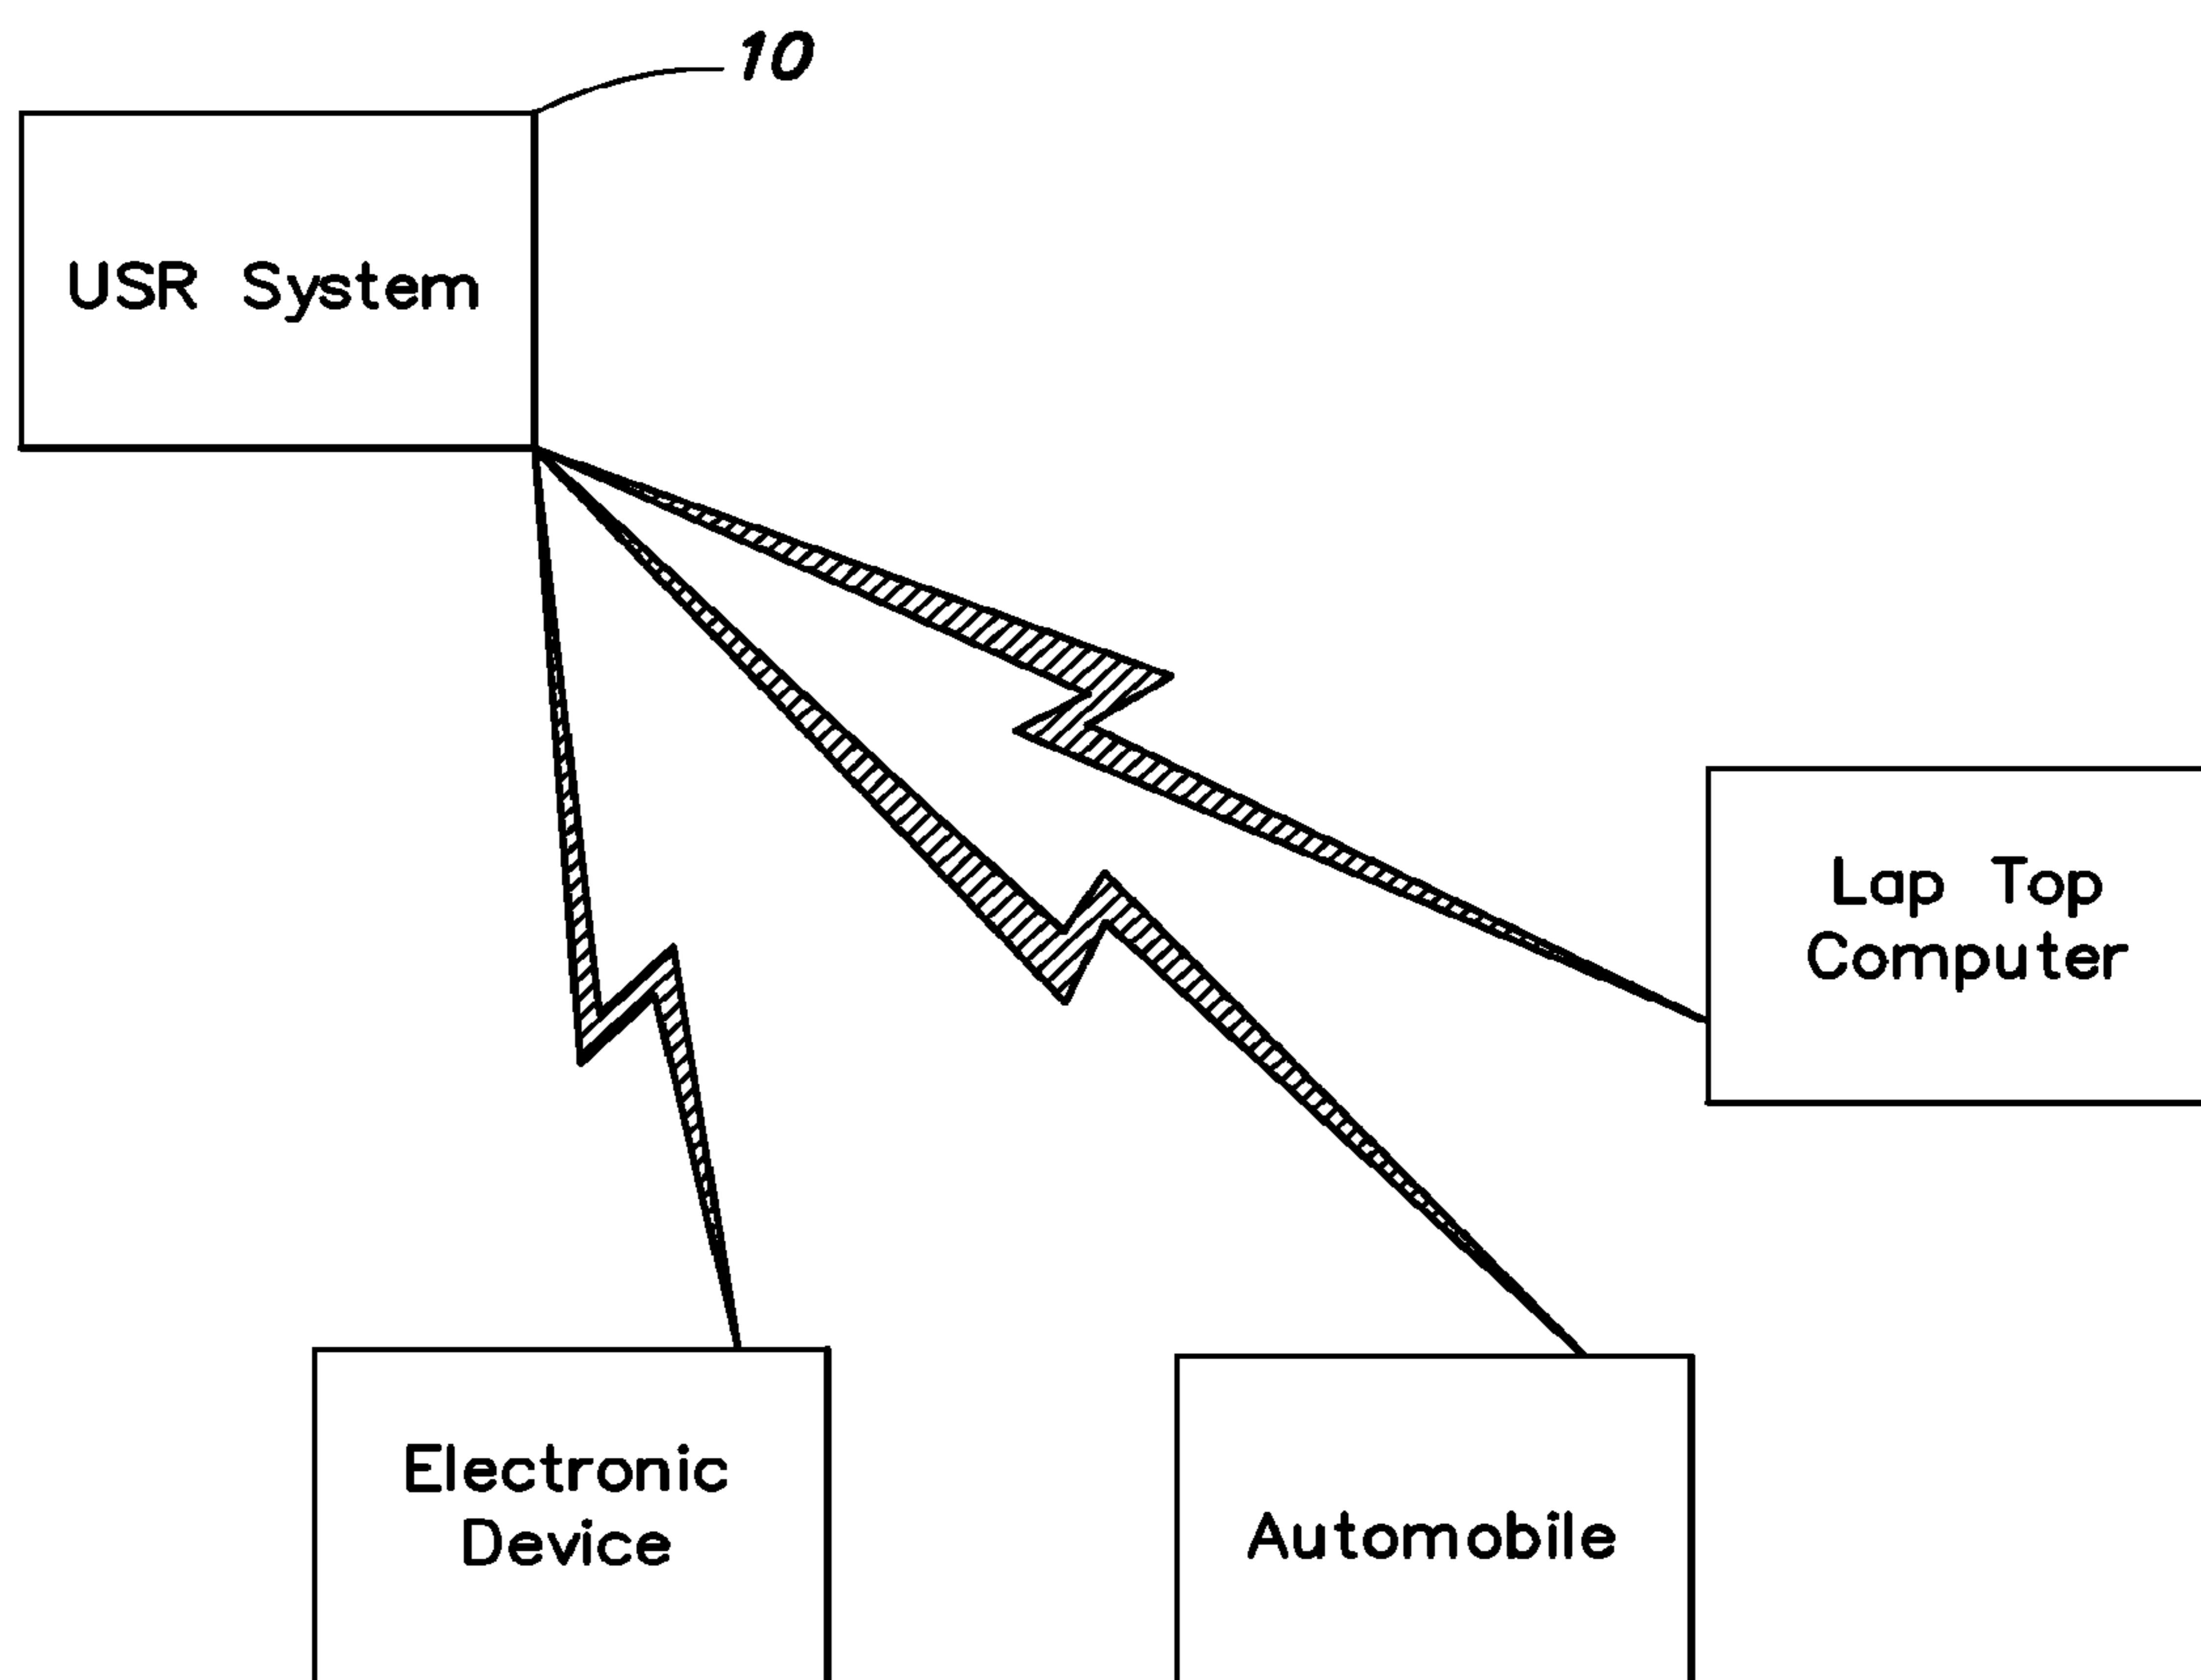 10
USR System
Lap Top
Computer
Electronic
Device
Automobile